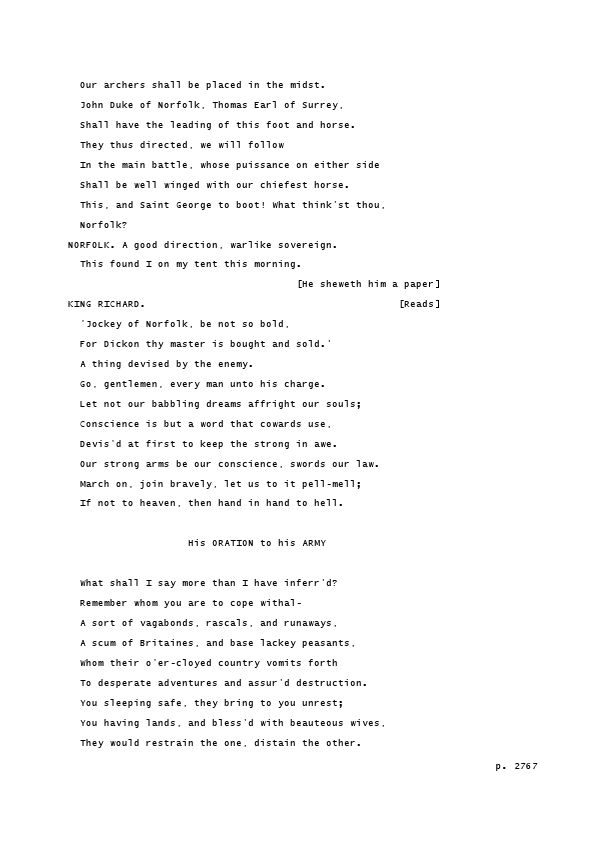 Our archers shall be placed in the midst.
John Duke of Norfolk, Thomas Earl of Surrey,
Shall have the leading of this foot and horse.
They thus directed, we will follow
In the main battle, whose puissance on either side
Shall be well winged with our chiefest horse.
This, and Saint George to boot! What think'st thou,
Norfolk?
NORFOLK. A good direction, warlike sovereign.
This found I on my tent this morning.
[He sheweth him a paper]
KING RICHARD. [Reads]
'Jockey of Norfolk, be not so bold,
For Dickon thy master is bought and sold.'
A thing devised by the enemy.
Go, gentlemen, every man unto his charge.
Let not our babbling dreams affright our souls;
Conscience is but a word that cowards use,
Devis'd at first to keep the strong in awe.
Our strong arms be our conscience, swords our law.
March on, join bravely, let us to it pell-mell;
If not to heaven, then hand in hand to hell.
His ORATION to his ARMY
What shall I say more than I have inferr'd?
Remember whom you are to cope withal-
A sort of vagabonds, rascals, and runaways,
A scum of Britaines, and base lackey peasants,
Whom their o'er-cloyed country vomits forth
To desperate adventures and assur'd destruction.
You sleeping safe, they bring to you unrest;
You having lands, and bless'd with beauteous wives,
They would restrain the one, distain the other.
p. 2767